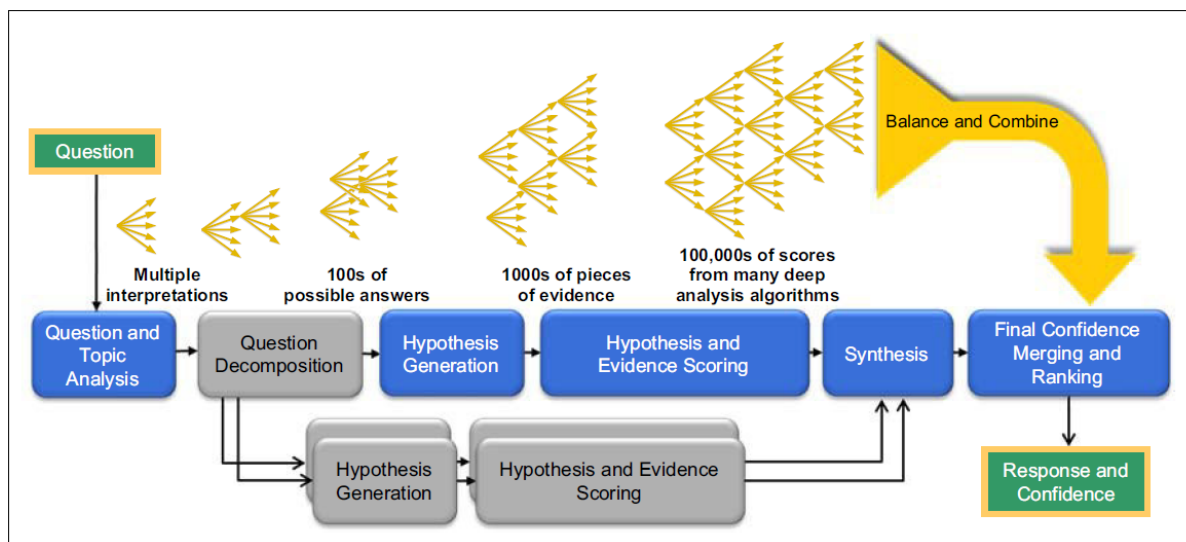 Balance and Combine
Question
Multiple
interpretations
100s of
possible answers
1000s of pieces
of evidence
100,000s of scores
from many deep
analysis algorithms
Question and
Topic
Analysis
Question
Decomposition
Hypothesis
Generation
Hypothesis and
Evidence Scoring
Synthesis
Final Confidence
Merging and
Ranking
Hypothesis
Generation
Hypothesis and Evidence
Scoring
Response and
Confidence